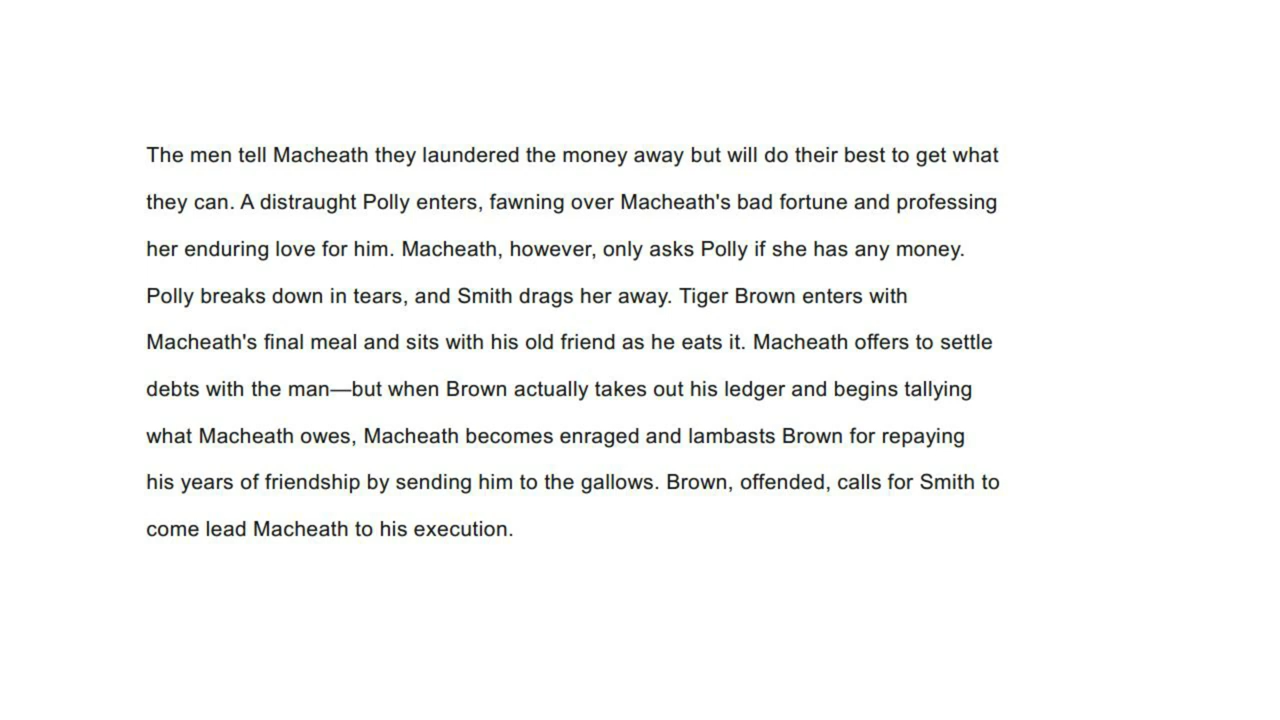 The men tell Macheath they laundered the money away but will do their best to get what
they can. A distraught Polly enters, fawning over Macheath's bad fortune and professing
her enduring love for him. Macheath, however, only asks Polly if she has any money.
Polly breaks down in tears, and Smith drags her away. Tiger Brown enters with
Macheath's final meal and sits with his old friend as he eats it. Macheath offers to settle
debts with the man—but when Brown actually takes out his ledger and begins tallying
what Macheath owes, Macheath becomes enraged and lambasts Brown for repaying
his years of friendship by sending him to the gallows. Brown, offended, calls for Smith to
come lead Macheath to his execution.